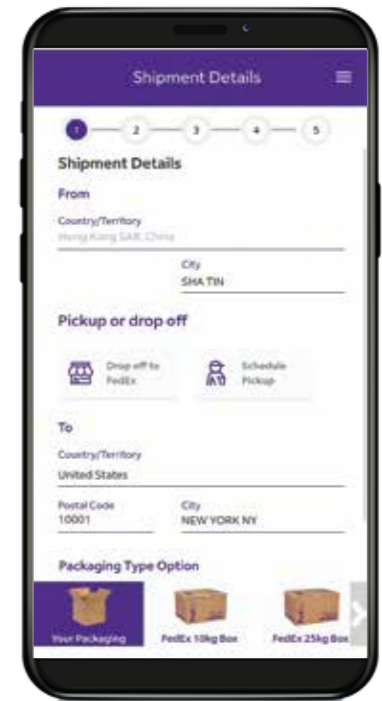 Shipment Details
1 2 3 4 5
Shipment Details
From
Country/Territory
Hong Kong SAR, China
City
SHA TIN
Pickup or drop off
Drop off to
FedEx
Schedule
Pickup
To
Country/Territory
United States
Postal Code
10001
City
NEW YORK NY
Packaging Type Option
Your Packaging
FedEx 10kg Box
FedEx 25kg Box